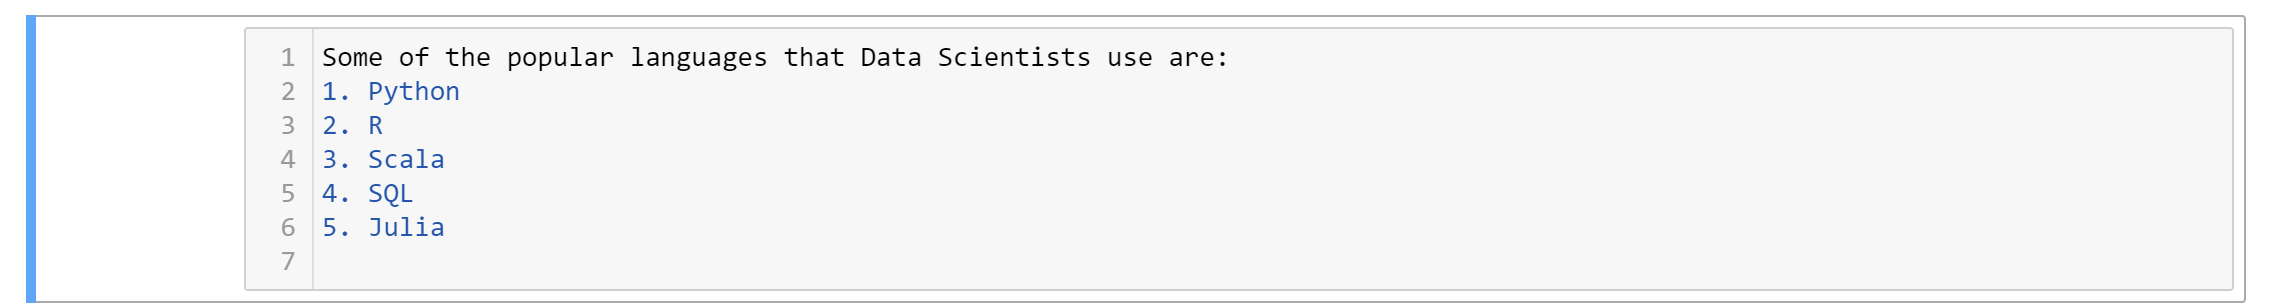 1 Some of the popular languages that Data Scientists use are:
2 1. Python
3 2. R
4 3. Scala
5 4. SQL
6 5. Julia
7